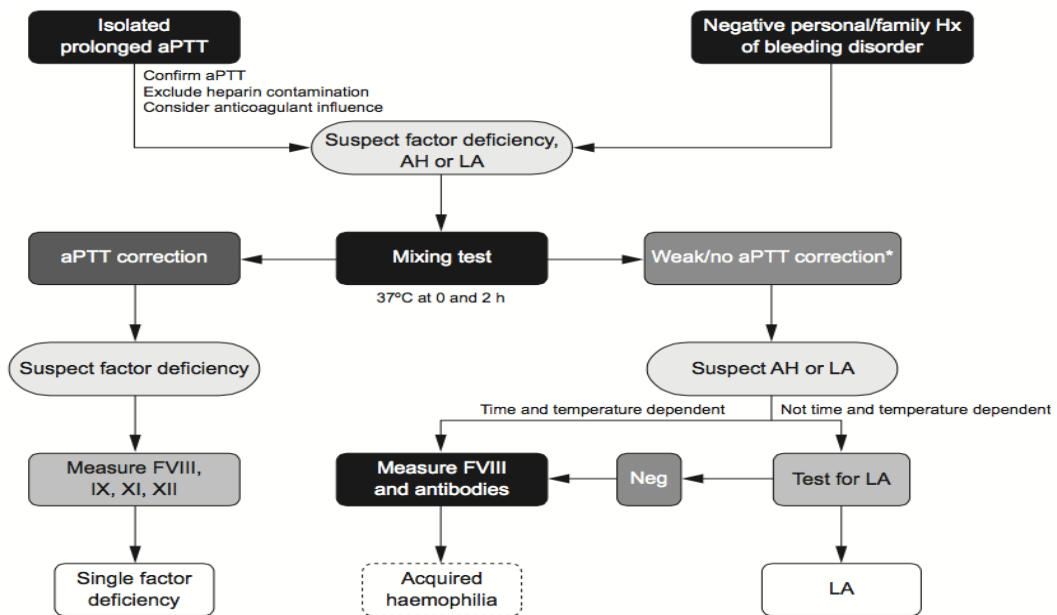 Isolated
prolonged aPTT
Negative personal/family Hx
of bleeding disorder
Confirm aPTT
Exclude heparin contamination
Consider anticoagulant influence
Suspect factor deficiency,
AH or LA
aPTT correction
Mixing test
Weak/no aPTT correction*
37ºC at 0 and 2 h
Suspect factor deficiency
Suspect AH or LA
Time and temperature dependent
Not time and temperature dependent
Measure FVIII,
IX, XI, XII
Measure FVIII
and antibodies
Neg
Test for LA
Single factor
deficiency
Acquired
haemophilia
LA